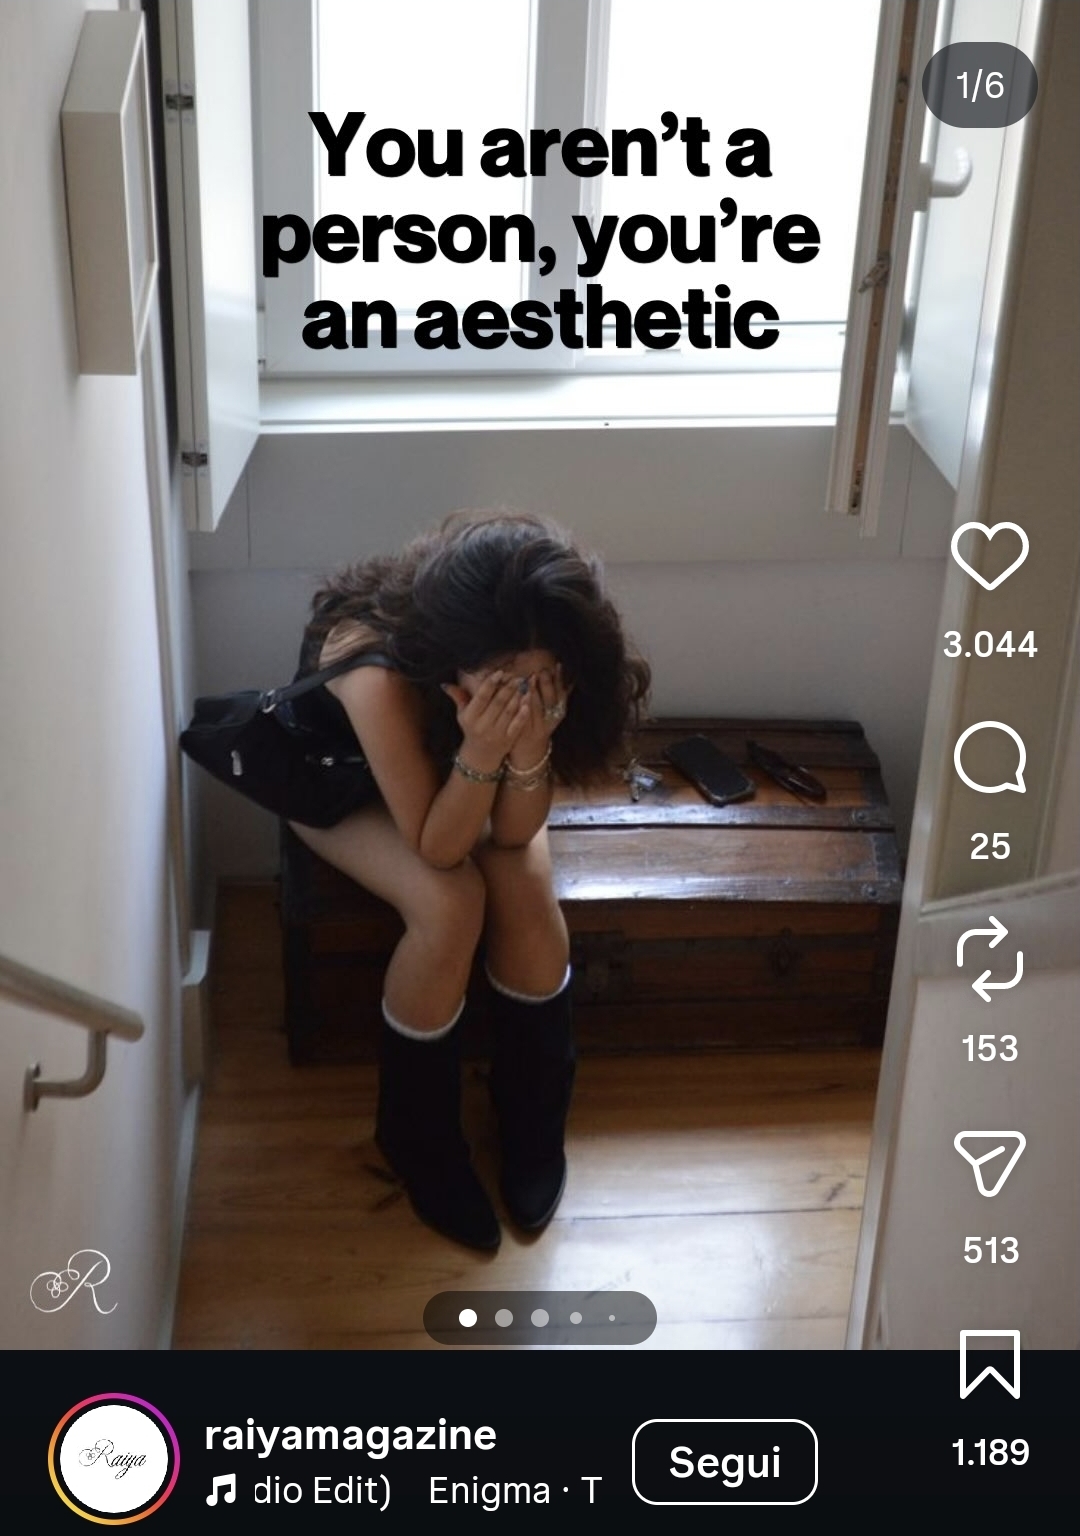 1/6
You aren't a
person, you're
an aesthetic
3.044
25
153
513
R
1.189
Raiya
raiyamagazine
Segui
dio Edit) Enigma · T